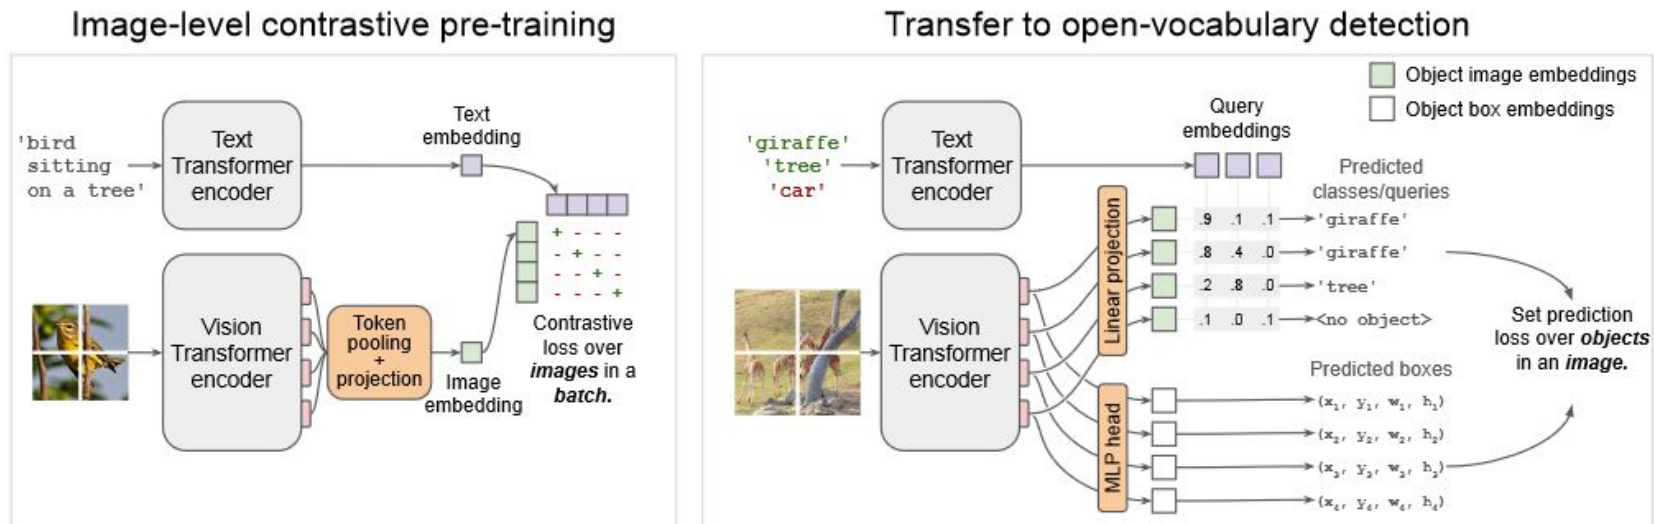 Image-level contrastive pre-training
'bird
sitting
on a tree'
Text
Transformer
encoder
Text
embedding
Vision
Transformer
encoder
Token
pooling
+
projection
Image
embedding
+ - - -
- + - -
- - + -
- - - +
Contrastive
loss over
images in a
batch.
Transfer to open-vocabulary detection
Object image embeddings
Object box embeddings
'giraffe'
'tree'
'car'
Text
Transformer
encoder
Query
embeddings
Vision
Transformer
encoder
Linear projection
MLP head
Predicted
classes/queries
.9 .1 .1 'giraffe'
.8 .4 .0 'giraffe'
.2 .8 .0 'tree'
.1 .0 .1 <no object>
Predicted boxes
(x₁, y₁, w₁, h₁)
(x₂, y₂, w₂, h₂)
(x₃, y₃, w₃, h₃)
(x₄, y₄, w₄, h₄)
Set prediction
loss over objects
in an image.